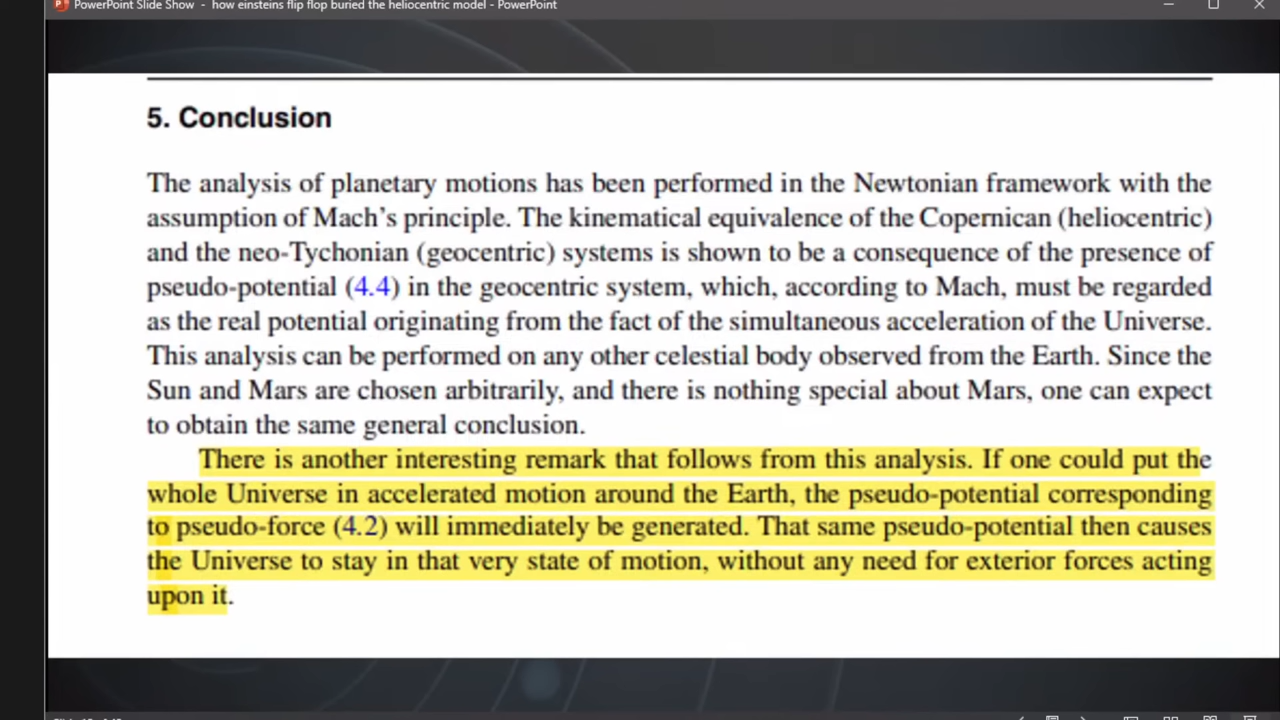 PowerPoint Slide Show - how einsteins flip flop buried the heliocentric model - PowerPoint
5. Conclusion
The analysis of planetary motions has been performed in the Newtonian framework with the
assumption of Mach's principle. The kinematical equivalence of the Copernican (heliocentric)
and the neo-Tychonian (geocentric) systems is shown to be a consequence of the presence of
pseudo-potential (4.4) in the geocentric system, which, according to Mach, must be regarded
as the real potential originating from the fact of the simultaneous acceleration of the Universe.
This analysis can be performed on any other celestial body observed from the Earth. Since the
Sun and Mars are chosen arbitrarily, and there is nothing special about Mars, one can expect
to obtain the same general conclusion.
There is another interesting remark that follows from this analysis. If one could put the
whole Universe in accelerated motion around the Earth, the pseudo-potential corresponding
to pseudo-force (4.2) will immediately be generated. That same pseudo-potential then causes
the Universe to stay in that very state of motion, without any need for exterior forces acting
upon it.